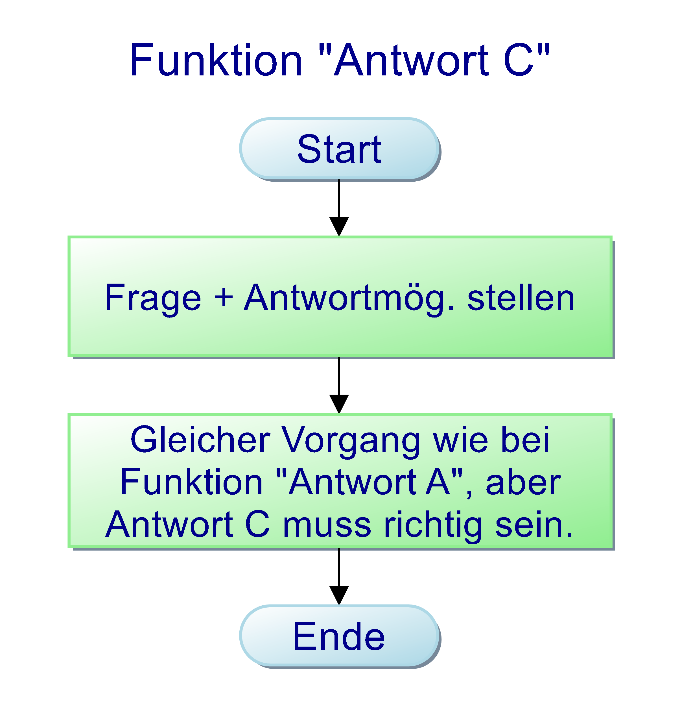 Funktion "Antwort C"
Start
Frage + Antwortmög. stellen
Gleicher Vorgang wie bei
Funktion "Antwort A", aber
Antwort C muss richtig sein.
Ende